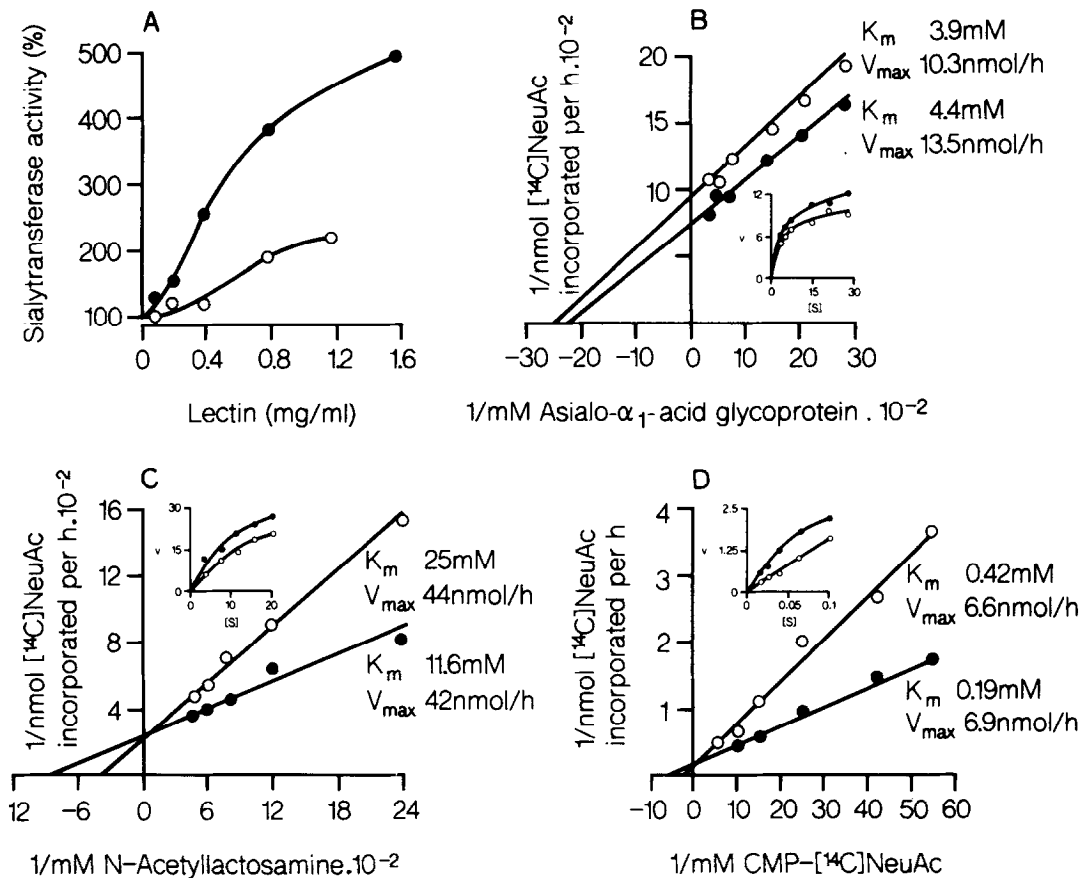 A
Sialytransferase activity (%)
500
400
300
200
100
0
0.4
0.8
1.2
1.6
Lectin (mg/ml)
B
1/nmol [¹⁴C]NeuAc
incorporated per h.10⁻²
20
15
10
Km 3.9mM
Vmax 10.3nmol/h
Km 4.4mM
Vmax 13.5nmol/h
12
6
0
v
0 15 30
[S]
-30 -20 -10 0 10 20 30
1/mM Asialo-α₁-acid glycoprotein . 10⁻²
C
1/nmol [¹⁴C]NeuAc
incorporated per h.10⁻²
16
12
8
4
30
15
0
v
0 10 20
[S]
Km 25mM
Vmax 44nmol/h
Km 11.6mM
Vmax 42nmol/h
12 -6 0 6 12 18 24
1/mM N-Acetyllactosamine.10⁻²
D
1/nmol [¹⁴C]NeuAc
incorporated per h
4
3
2
1
2.5
1.25
0
v
0 0.05 0.1
[S]
Km 0.42mM
Vmax 6.6nmol/h
Km 0.19mM
Vmax 6.9nmol/h
-10 0 10 20 30 40 50 60
1/mM CMP-[¹⁴C]NeuAc